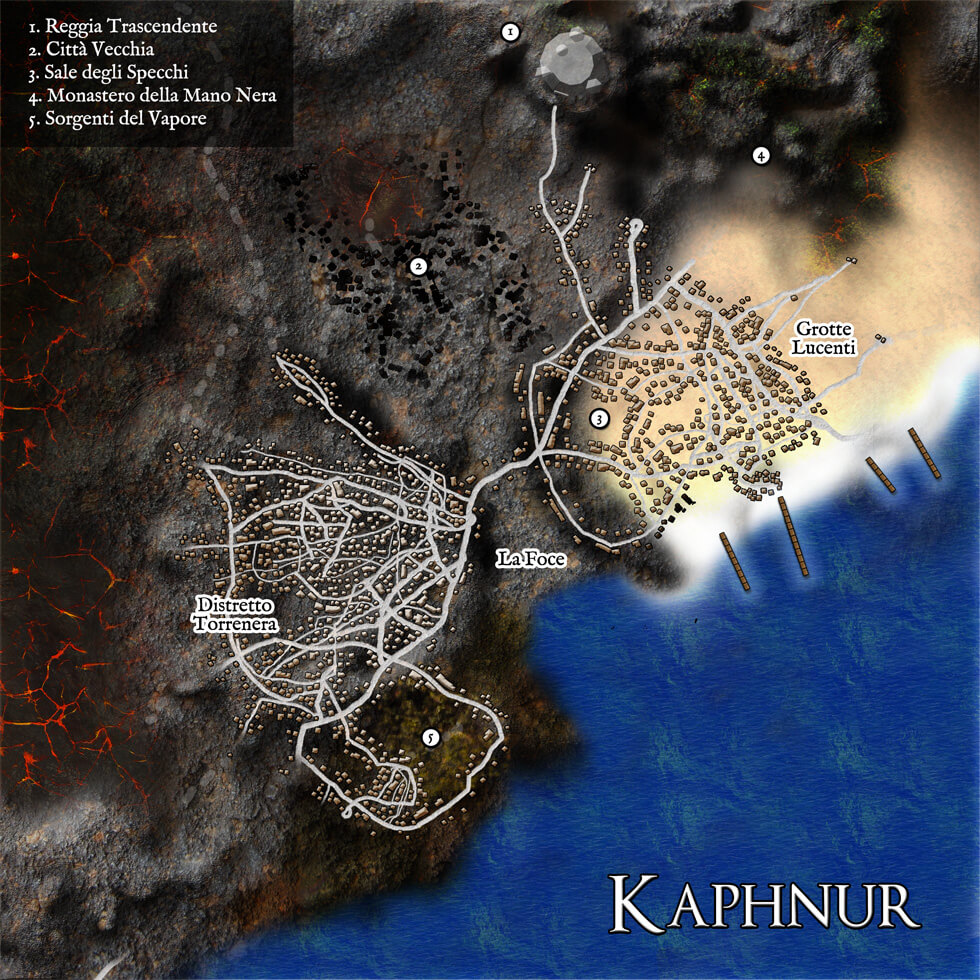 1. Reggia Trascendente
2. Città Vecchia
3. Sale degli Specchi
4. Monastero della Mano Nera
5. Sorgenti del Vapore
1
4
2
Grotte
Lucenti
3
La Foce
Distretto
Torrenera
5
KAPHNUR